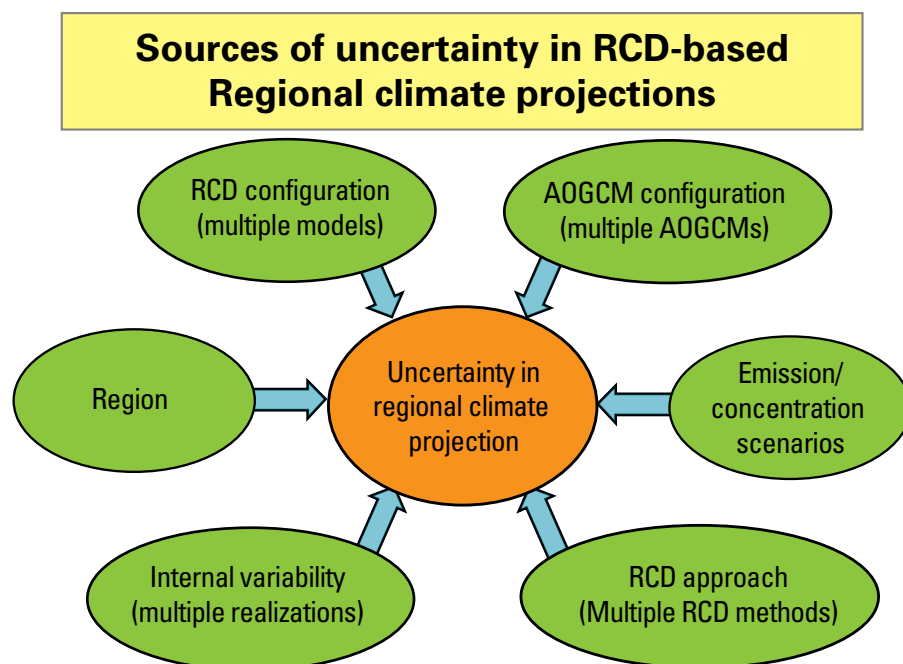 Sources of uncertainty in RCD-based
Regional climate projections
RCD configuration
(multiple models)
AOGCM configuration
(multiple AOGCMs)
Region
Uncertainty in
regional climate
projection
Emission/
concentration
scenarios
Internal variability
(multiple realizations)
RCD approach
(Multiple RCD methods)